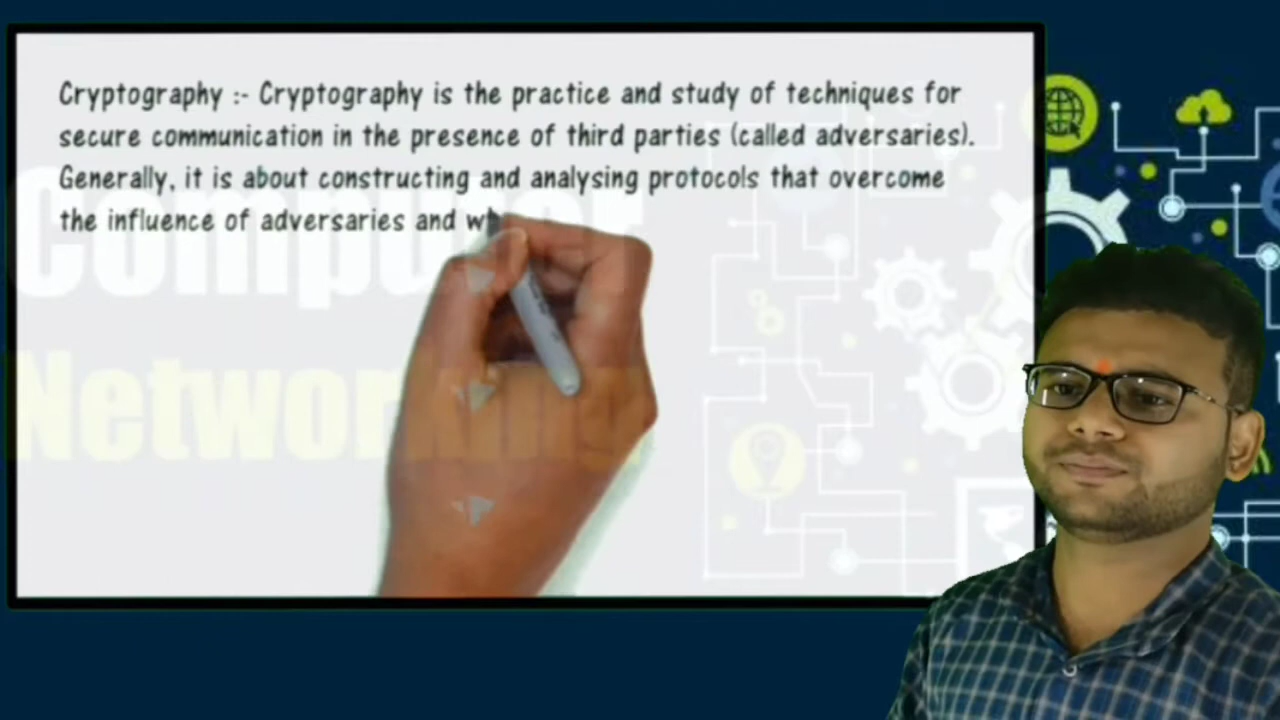 Cryptography :- Cryptography is the practice and study of techniques for
secure communication in the presence of third parties (called adversaries).
Generally, it is about constructing and analysing protocols that overcome
the influence of adversaries and wh
Computer
Networking